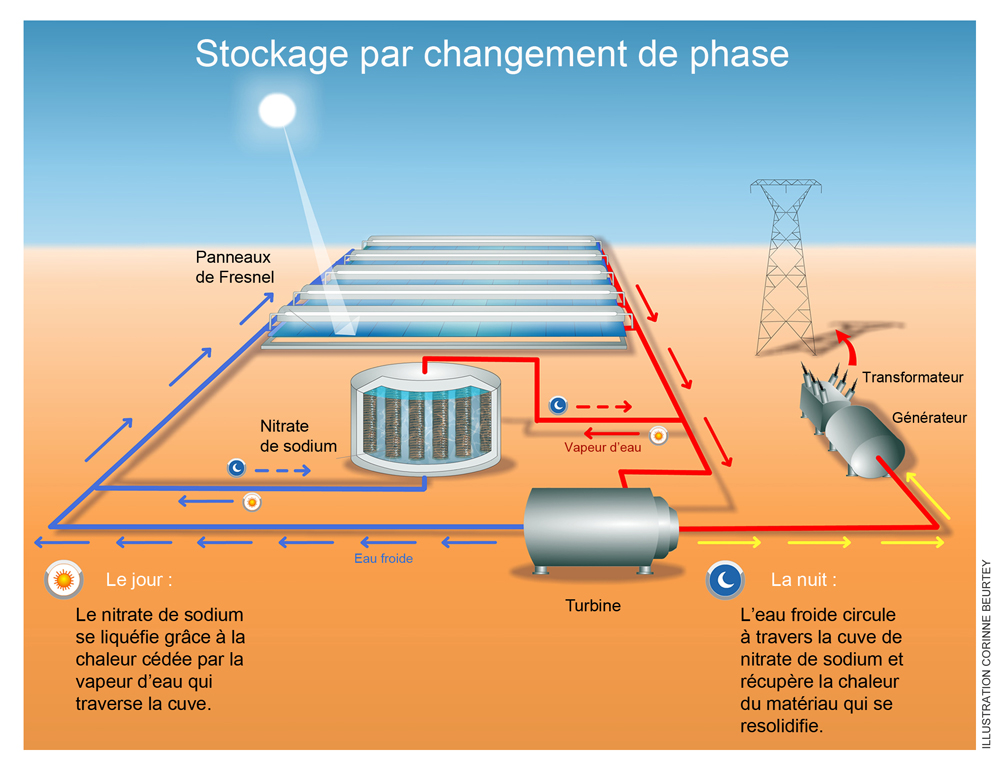 Stockage par changement de phase
Panneaux
de Fresnel
Transformateur
Générateur
Nitrate
de sodium
Vapeur d'eau
Eau froide
Turbine
Le jour :
Le nitrate de sodium
se liquéfie grâce à la
chaleur cédée par la
vapeur d'eau qui
traverse la cuve.
La nuit :
L'eau froide circule
à travers la cuve de
nitrate de sodium et
récupère la chaleur
du matériau qui se
resolidifie.
ILLUSTRATION CORINNE BEURTEY